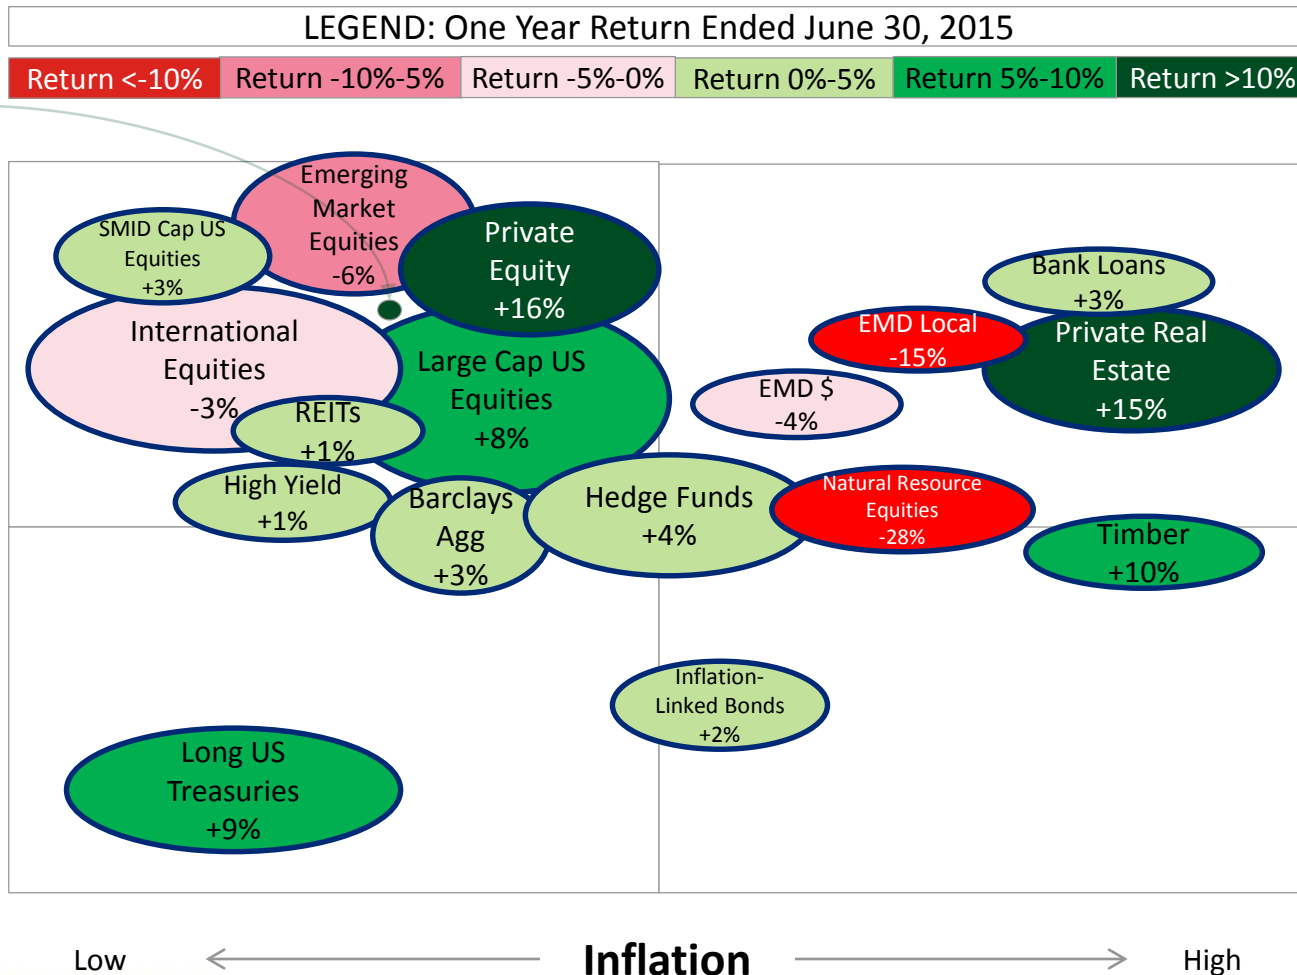 LEGEND: One Year Return Ended June 30, 2015
Return <-10%
Return -10%-5%
Return -5%-0%
Return 0%-5%
Return 5%-10%
Return >10%
Emerging
Market
Equities
-6%
SMID Cap US
Equities
+3%
Private
Equity
+16%
International
Equities
-3%
Large Cap US
Equities
+8%
REITs
+1%
High Yield
+1%
Barclays
Agg
+3%
Hedge Funds
+4%
Bank Loans
+3%
EMD Local
-15%
Private Real
Estate
+15%
EMD $
-4%
Natural Resource
Equities
-28%
Timber
+10%
Inflation-
Linked Bonds
+2%
Long US
Treasuries
+9%
Low
Inflation
High